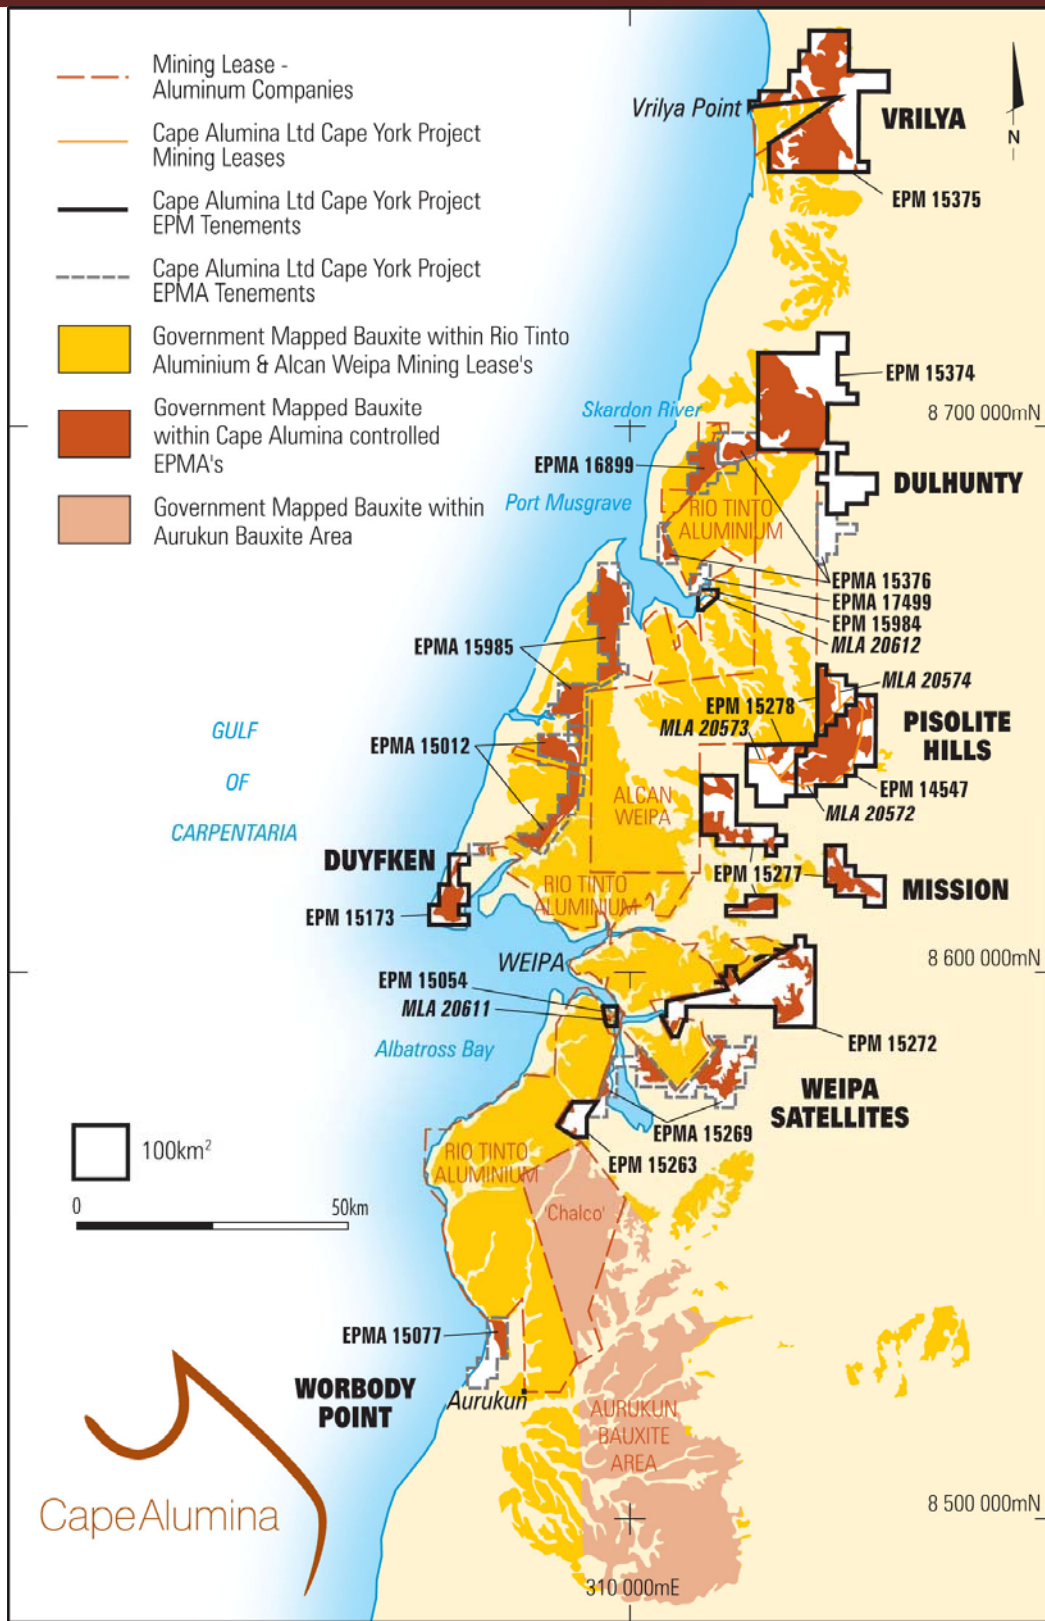 Mining Lease -
Aluminum Companies
Cape Alumina Ltd Cape York Project
Mining Leases
Cape Alumina Ltd Cape York Project
EPM Tenements
Cape Alumina Ltd Cape York Project
EPMA Tenements
Government Mapped Bauxite within Rio Tinto
Aluminium & Alcan Weipa Mining Lease's
Government Mapped Bauxite
within Cape Alumina controlled
EPMA's
Government Mapped Bauxite within
Aurukun Bauxite Area
Vrilya Point
VRILYA
N
EPM 15375
EPM 15374
Skardon River
8 700 000mN
EPMA 16899
DULHUNTY
Port Musgrave
RIO TINTO
ALUMINIUM
EPMA 15376
EPMA 17499
EPM 15984
MLA 20612
EPMA 15985
MLA 20574
EPM 15278
MLA 20573
PISOLITE
HILLS
GULF
OF
CARPENTARIA
EPMA 15012
EPM 14547
MLA 20572
ALCAN
WEIPA
DUYFKEN
EPM 15277
MISSION
RIO TINTO
ALUMINIUM
EPM 15173
WEIPA
8 600 000mN
EPM 15054
MLA 20611
Albatross Bay
EPM 15272
WEIPA
SATELLITES
EPMA 15269
EPM 15263
100km²
RIO TINTO
ALUMINIUM
0
50km
'Chalco'
EPMA 15077
WORBODY
POINT
Aurukun
AURUKUN
BAUXITE
AREA
CapeAlumina
8 500 000mN
310 000mE